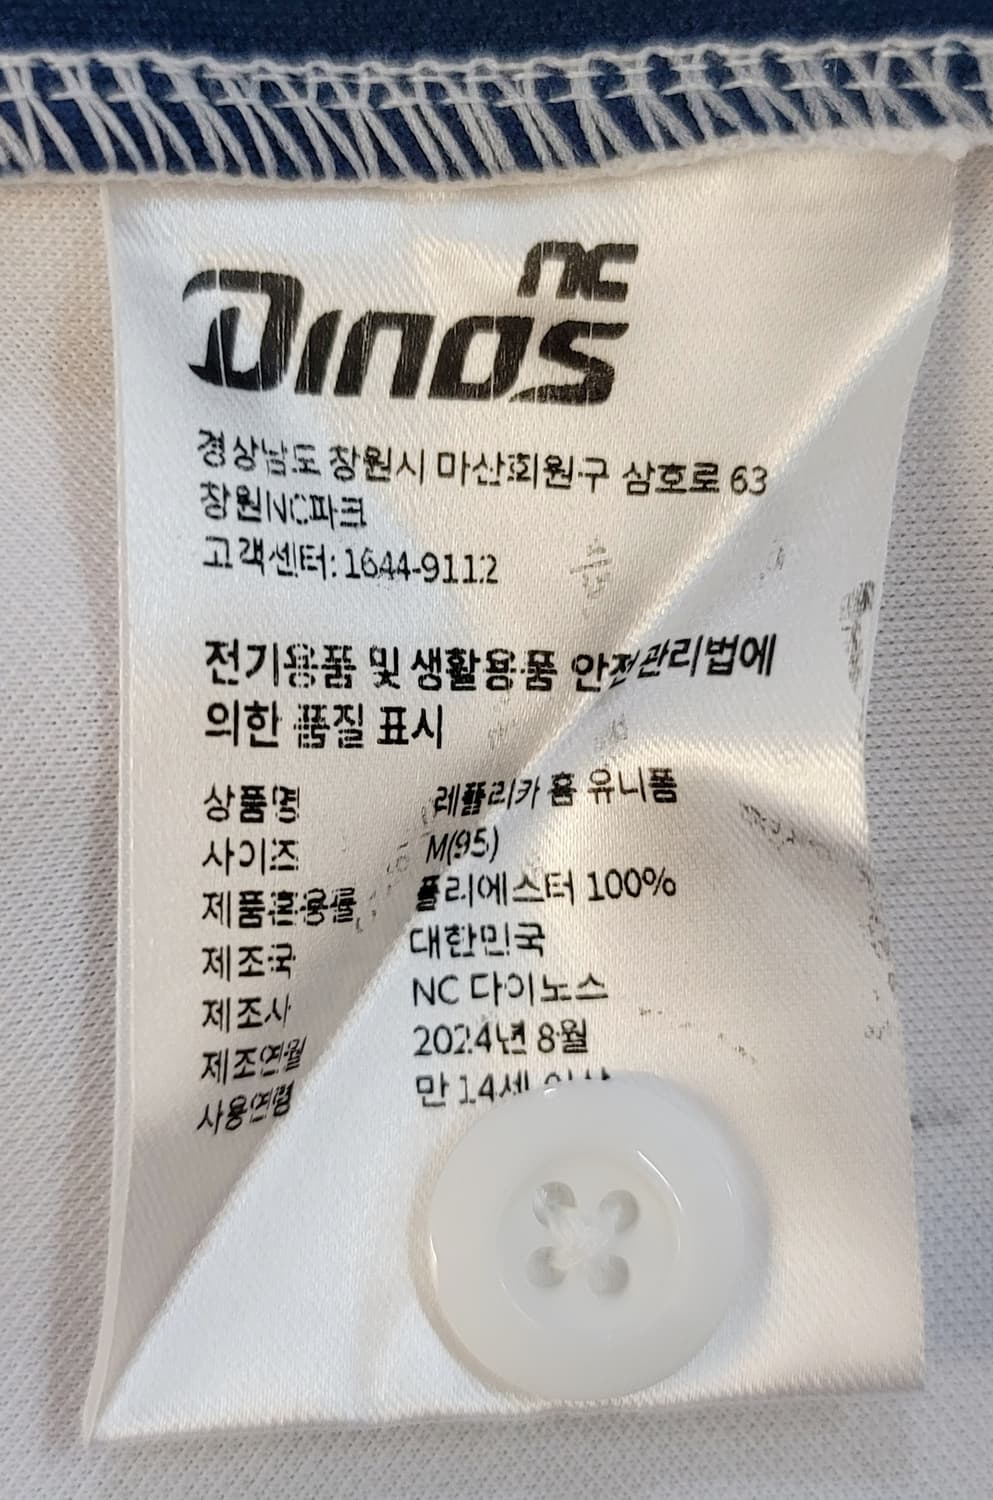 nc
Dinos
경상남도 창원시 마산회원구 삼호로 63
창원NC파크
고객센터: 1644-9112
전기용품 및 생활용품 안전관리법에
의한 품질 표시
상품명 레플리카 홈 유니폼
사이즈 M(95)
제품혼용률 폴리에스터 100%
제조국 대한민국
제조사 NC 다이노스
제조연월 2024년 8월
사용연령 만 14세 이상